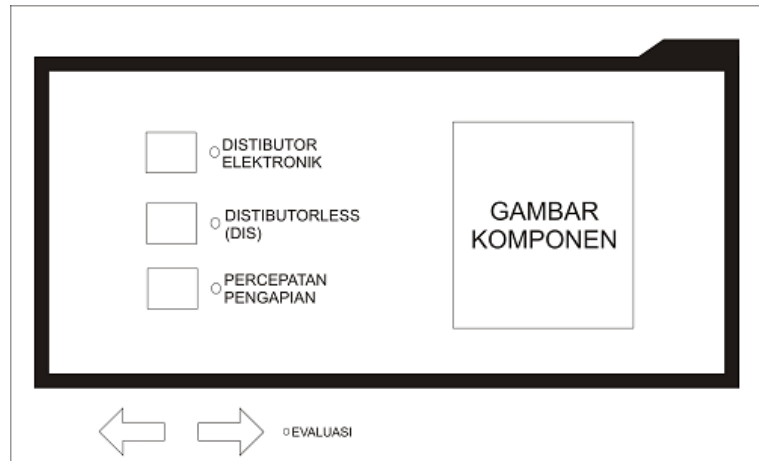 DISTIBUTOR
ELEKTRONIK
DISTIBUTORLESS
(DIS)
PERCEPATAN
PENGAPIAN
GAMBAR
KOMPONEN
EVALUASI